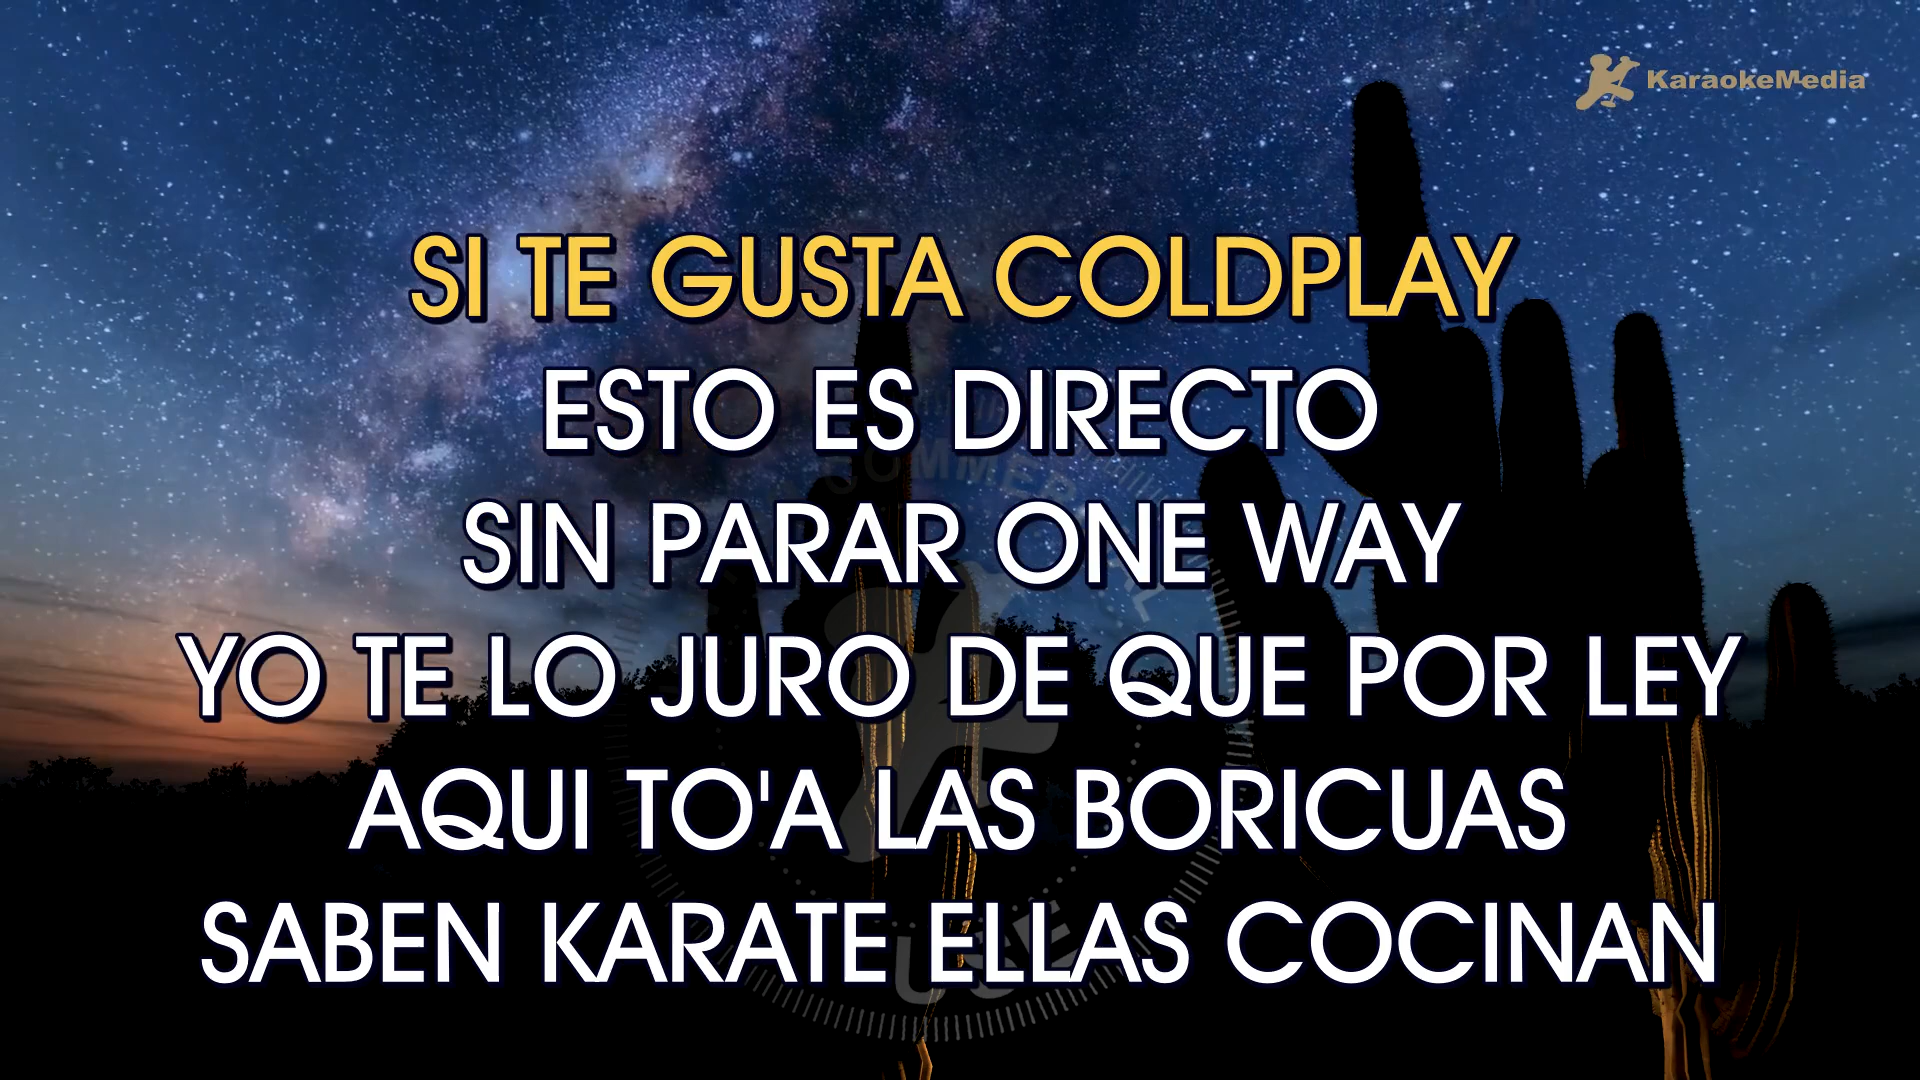 KaraokeMedia
SI TE GUSTA COLDPLAY
ESTO ES DIRECTO
SIN PARAR ONE WAY
YO TE LO JURO DE QUE POR LEY
AQUI TO'A LAS BORICUAS
SABEN KARATE ELLAS COCINAN